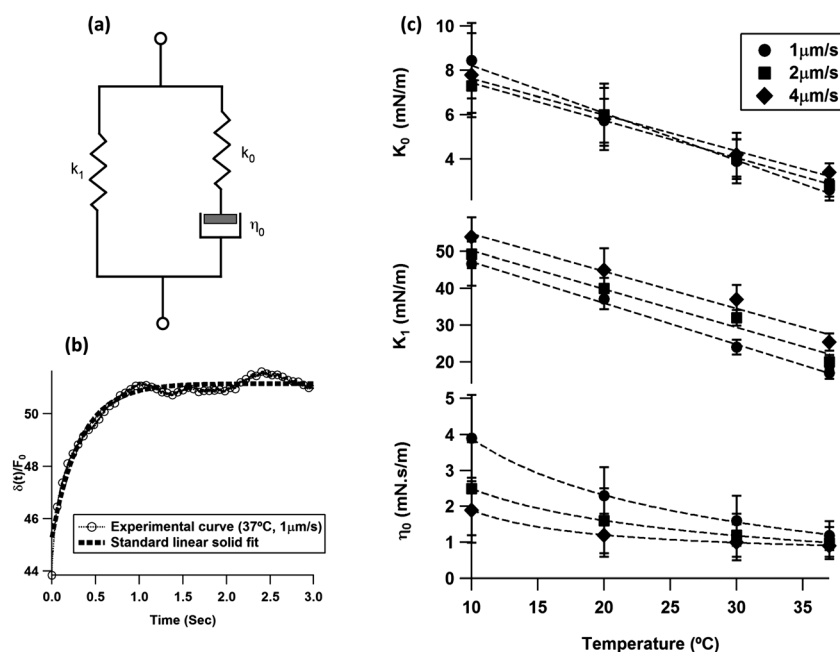 (a)
k1
k0
η0
(b)
δ(t)/F0
50
48
46
44
0.0 0.5 1.0 1.5 2.0 2.5 3.0
Time (Sec)
Experimental curve (37ºC, 1μm/s)
Standard linear solid fit
(c)
1μm/s
2μm/s
4μm/s
K0 (mN/m)
10
8
6
4
K1 (mN/m)
50
40
30
20
η0 (mN.s/m)
5
4
3
2
1
0
10 15 20 25 30 35
Temperature (ºC)